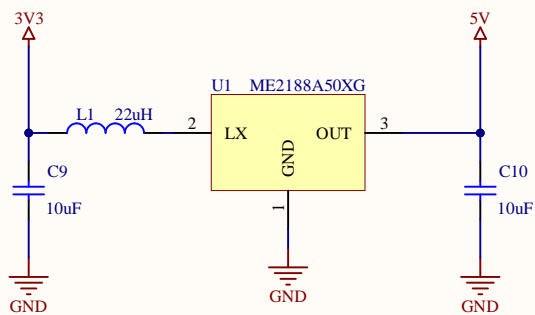 3V3
5V
U1 ME2188A50XG
L1 22uH
2 LX OUT 3
GND
1
C9
10uF
C10
10uF
GND
GND
GND